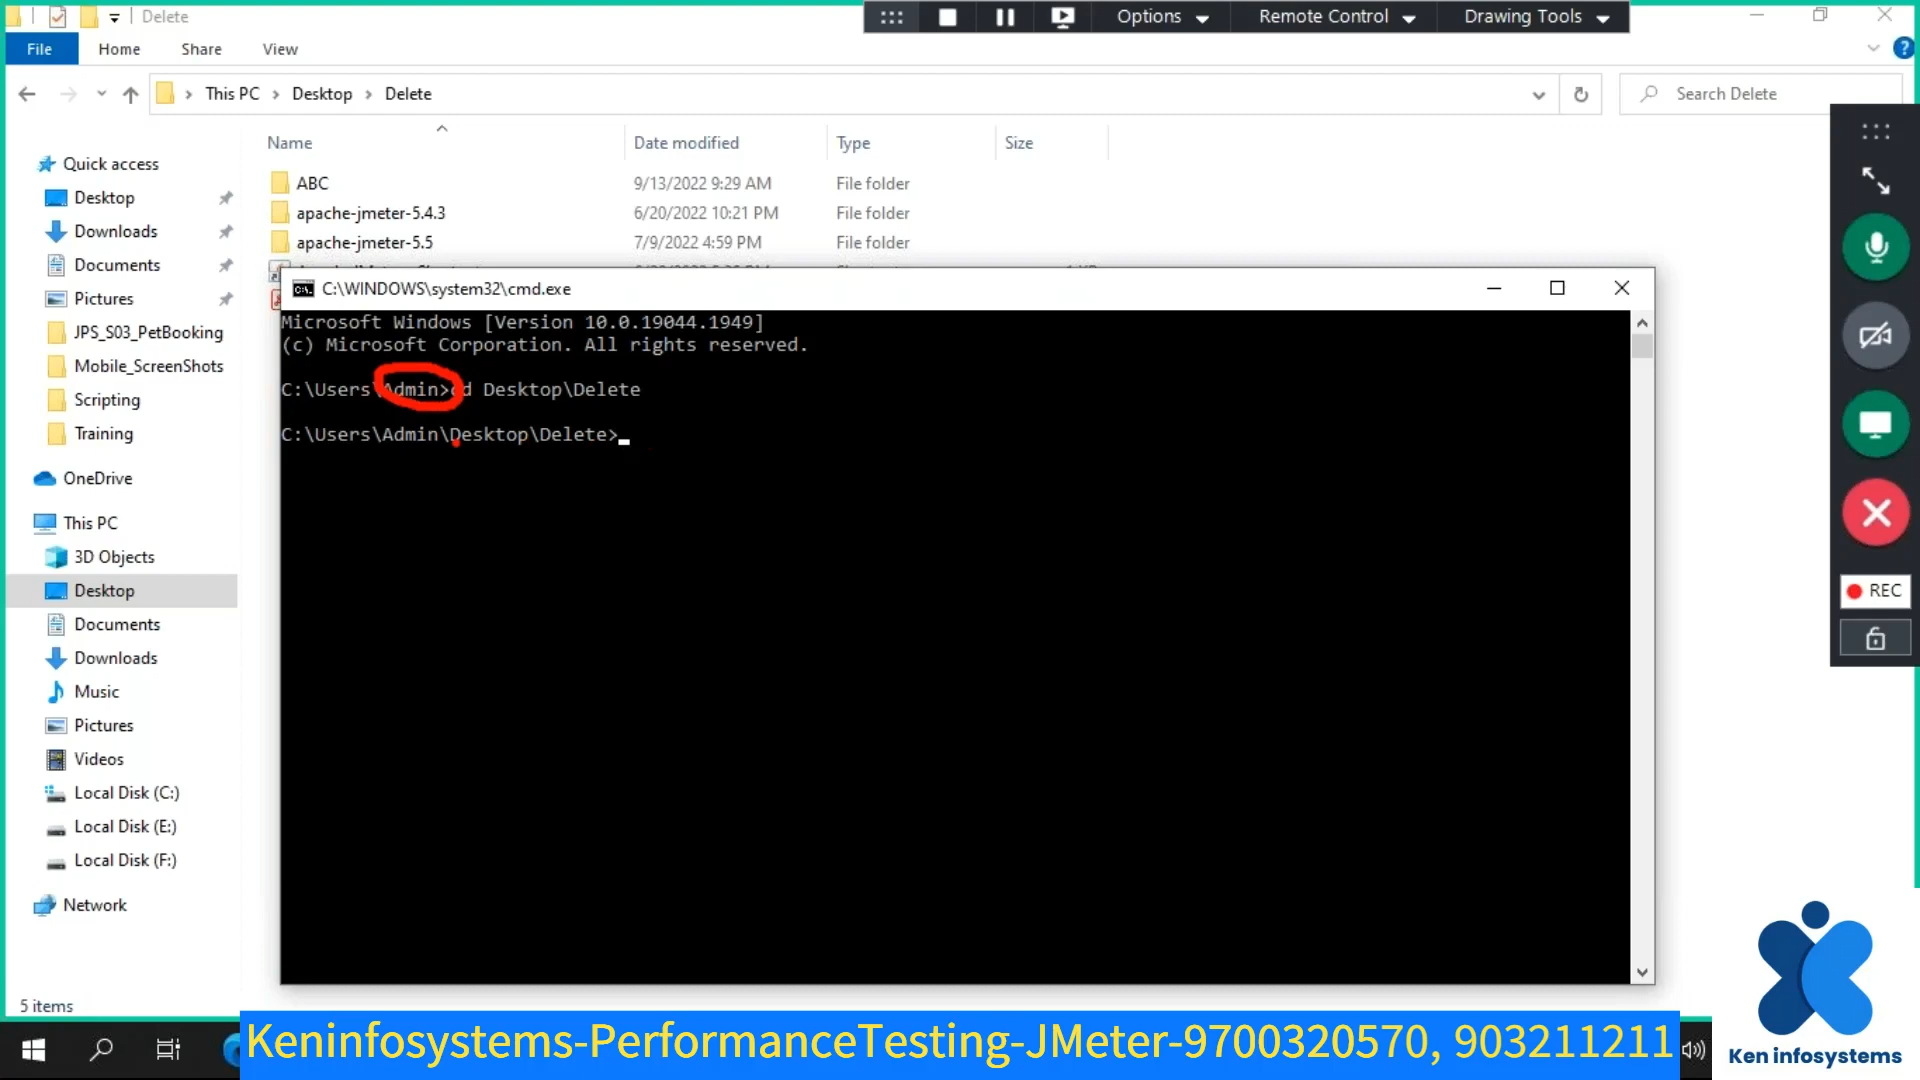 Delete
Options
Remote Control
Drawing Tools
File
Home
Share
View
?
This PC
Desktop
Delete
Search Delete
Name
Date modified
Type
Size
Quick access
Desktop
Downloads
Documents
Pictures
JPS_S03_PetBooking
Mobile_ScreenShots
Scripting
Training
OneDrive
This PC
3D Objects
Desktop
Documents
Downloads
Music
Pictures
Videos
Local Disk (C:)
Local Disk (E:)
Local Disk (F:)
Network
5 items
ABC 9/13/2022 9:29 AM File folder
apache-jmeter-5.4.3 6/20/2022 10:21 PM File folder
apache-jmeter-5.5 7/9/2022 4:59 PM File folder
C:\WINDOWS\system32\cmd.exe
Microsoft Windows [Version 10.0.19044.1949]
(c) Microsoft Corporation. All rights reserved.
C:\Users\Admin>cd Desktop\Delete
C:\Users\Admin\Desktop\Delete>
REC
Keninfosystems-PerformanceTesting-JMeter-9700320570, 903211211
Ken infosystems